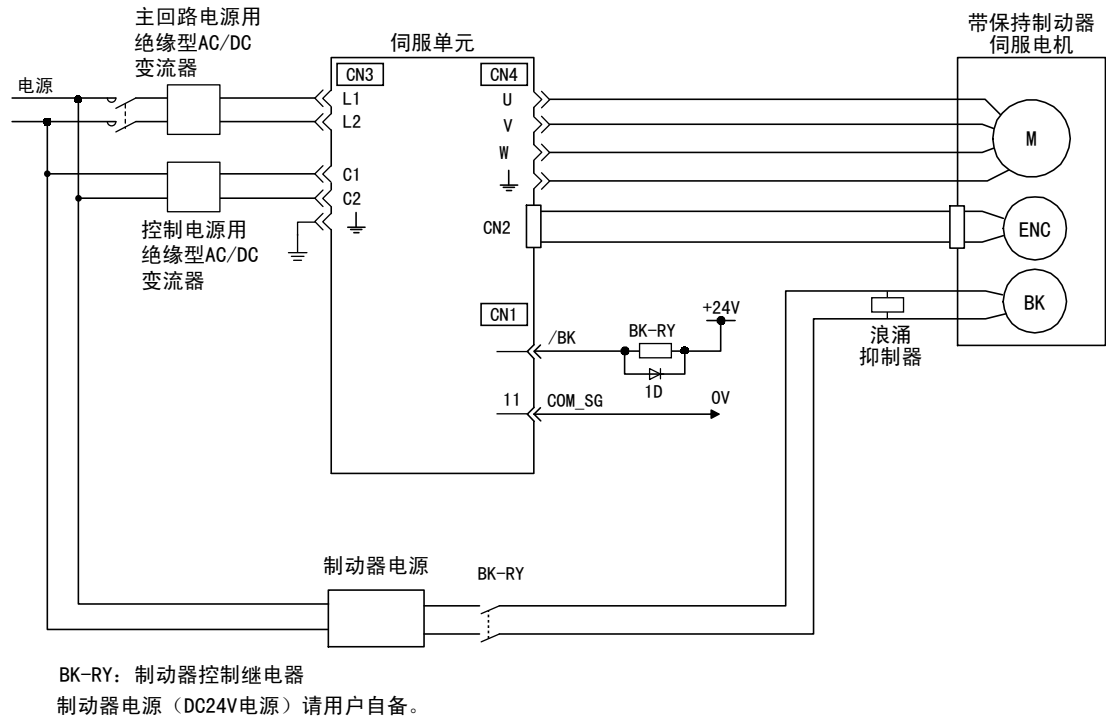 主回路电源用
绝缘型AC/DC
变流器
伺服单元
带保持制动器
伺服电机
电源
CN3
CN4
L1
L2
U
V
W
M
C1
C2
控制电源用
绝缘型AC/DC
变流器
CN2
ENC
CN1
BK
+24V
/BK
BK-RY
1D
浪涌
抑制器
11
COM_SG
0V
制动器电源
BK-RY
BK-RY：制动器控制继电器
制动器电源（DC24V电源）请用户自备。